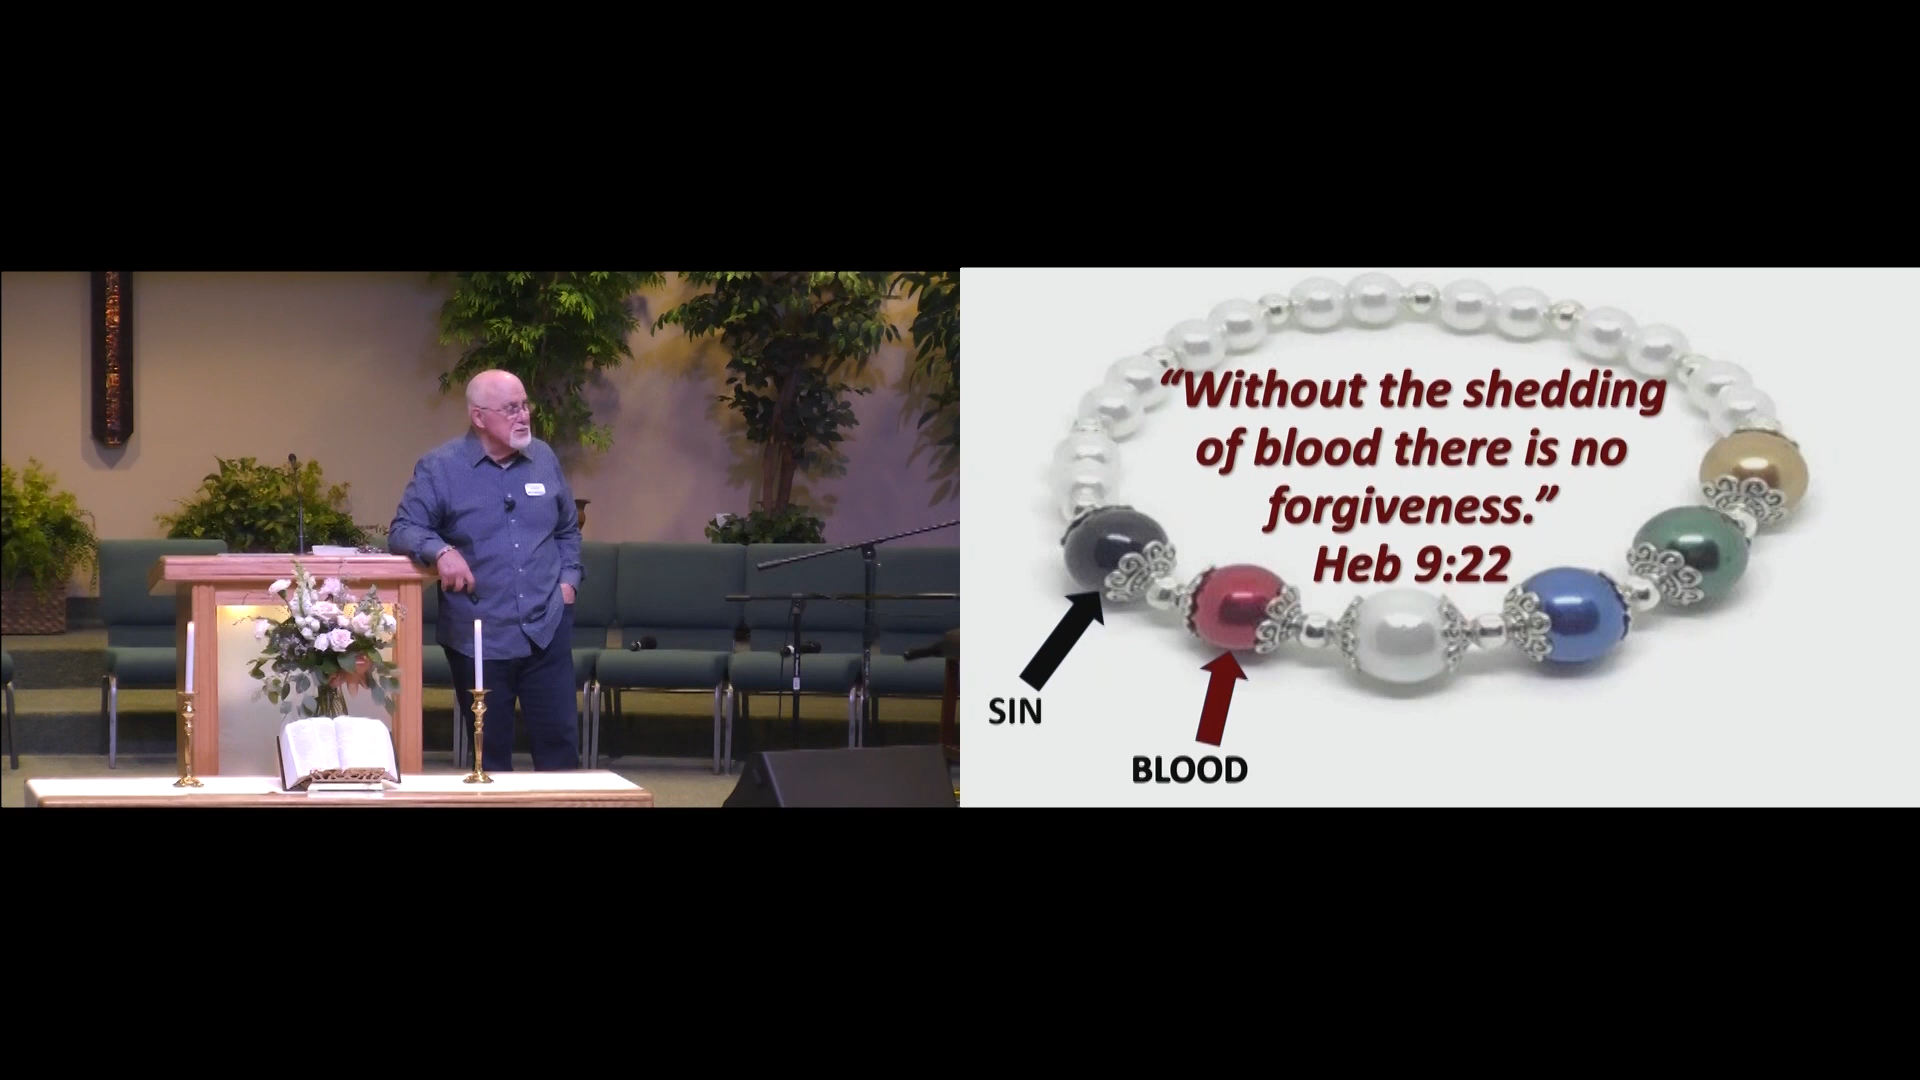 “Without the shedding
of blood there is no
forgiveness.”
Heb 9:22
SIN
BLOOD